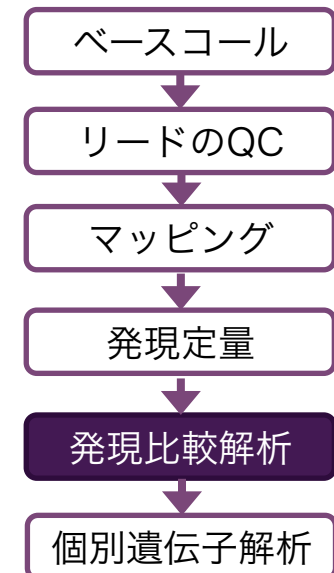 ベースコール
リードのQC
マッピング
発現定量
発現比較解析
個別遺伝子解析